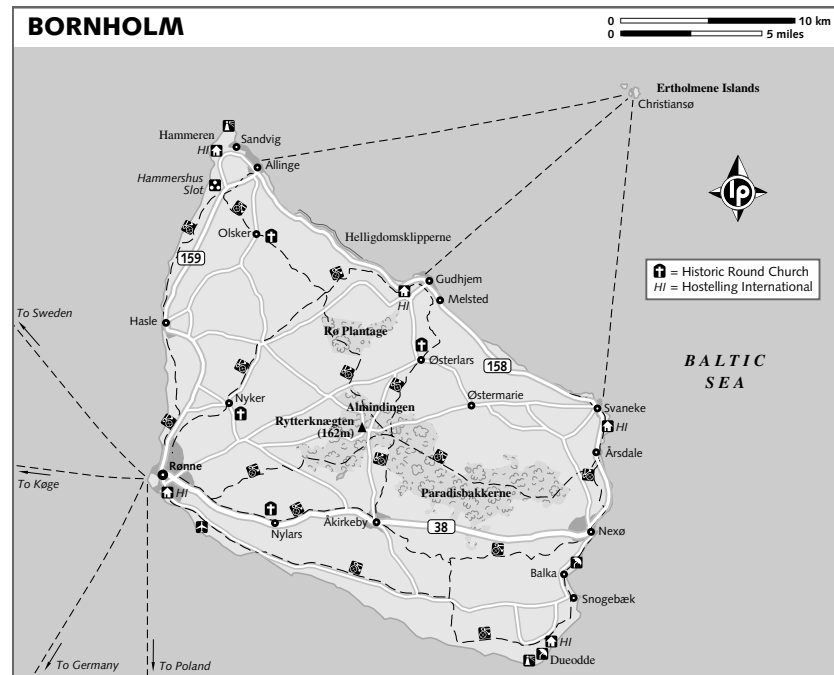 BORNHOLM
0 10 km
0 5 miles
Ertholmene Islands
Christiansø
Hammeren
Sandvig
HI
Allinge
Hammershus
Slot
lp
Olsker
Helligdomsklipperne
159
Gudhjem
= Historic Round Church
HI = Hostelling International
HI
Melsted
To Sweden
Hasle
Rø Plantage
Østerlars
158
BALTIC
SEA
Nyker
Almindingen
Østermarie
Svaneke
Rytterknægten
(162m)
HI
Årsdale
Rønne
To Køge
HI
Paradisbakkerne
Nylars
Åkirkeby
38
Nexø
Balka
Snogebæk
HI
Dueodde
To Germany
To Poland